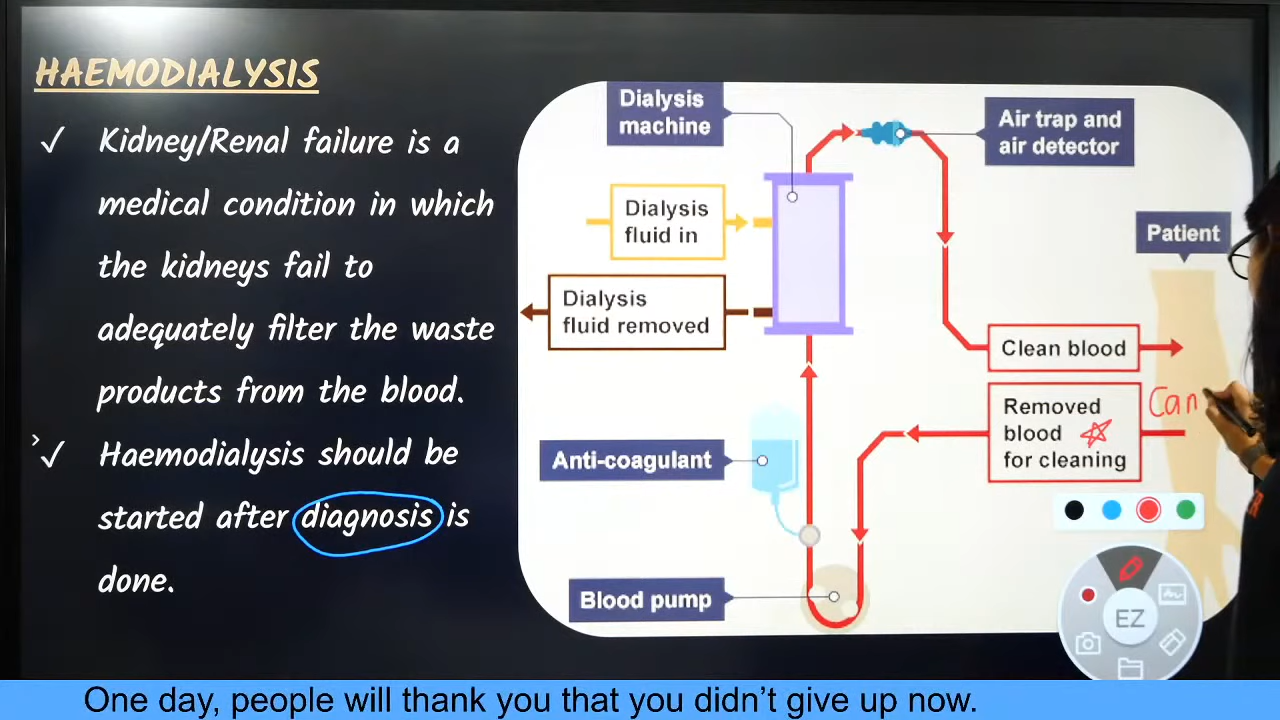 HAEMODIALYSIS
✓ Kidney/Renal failure is a
medical condition in which
the kidneys fail to
adequately filter the waste
products from the blood.
✓ Haemodialysis should be
started after diagnosis is
done.
Dialysis
machine
Air trap and
air detector
Dialysis
fluid in
Patient
Dialysis
fluid removed
Clean blood
Removed
blood
for cleaning
Can
Anti-coagulant
Blood pump
EZ
One day, people will thank you that you didn't give up now.